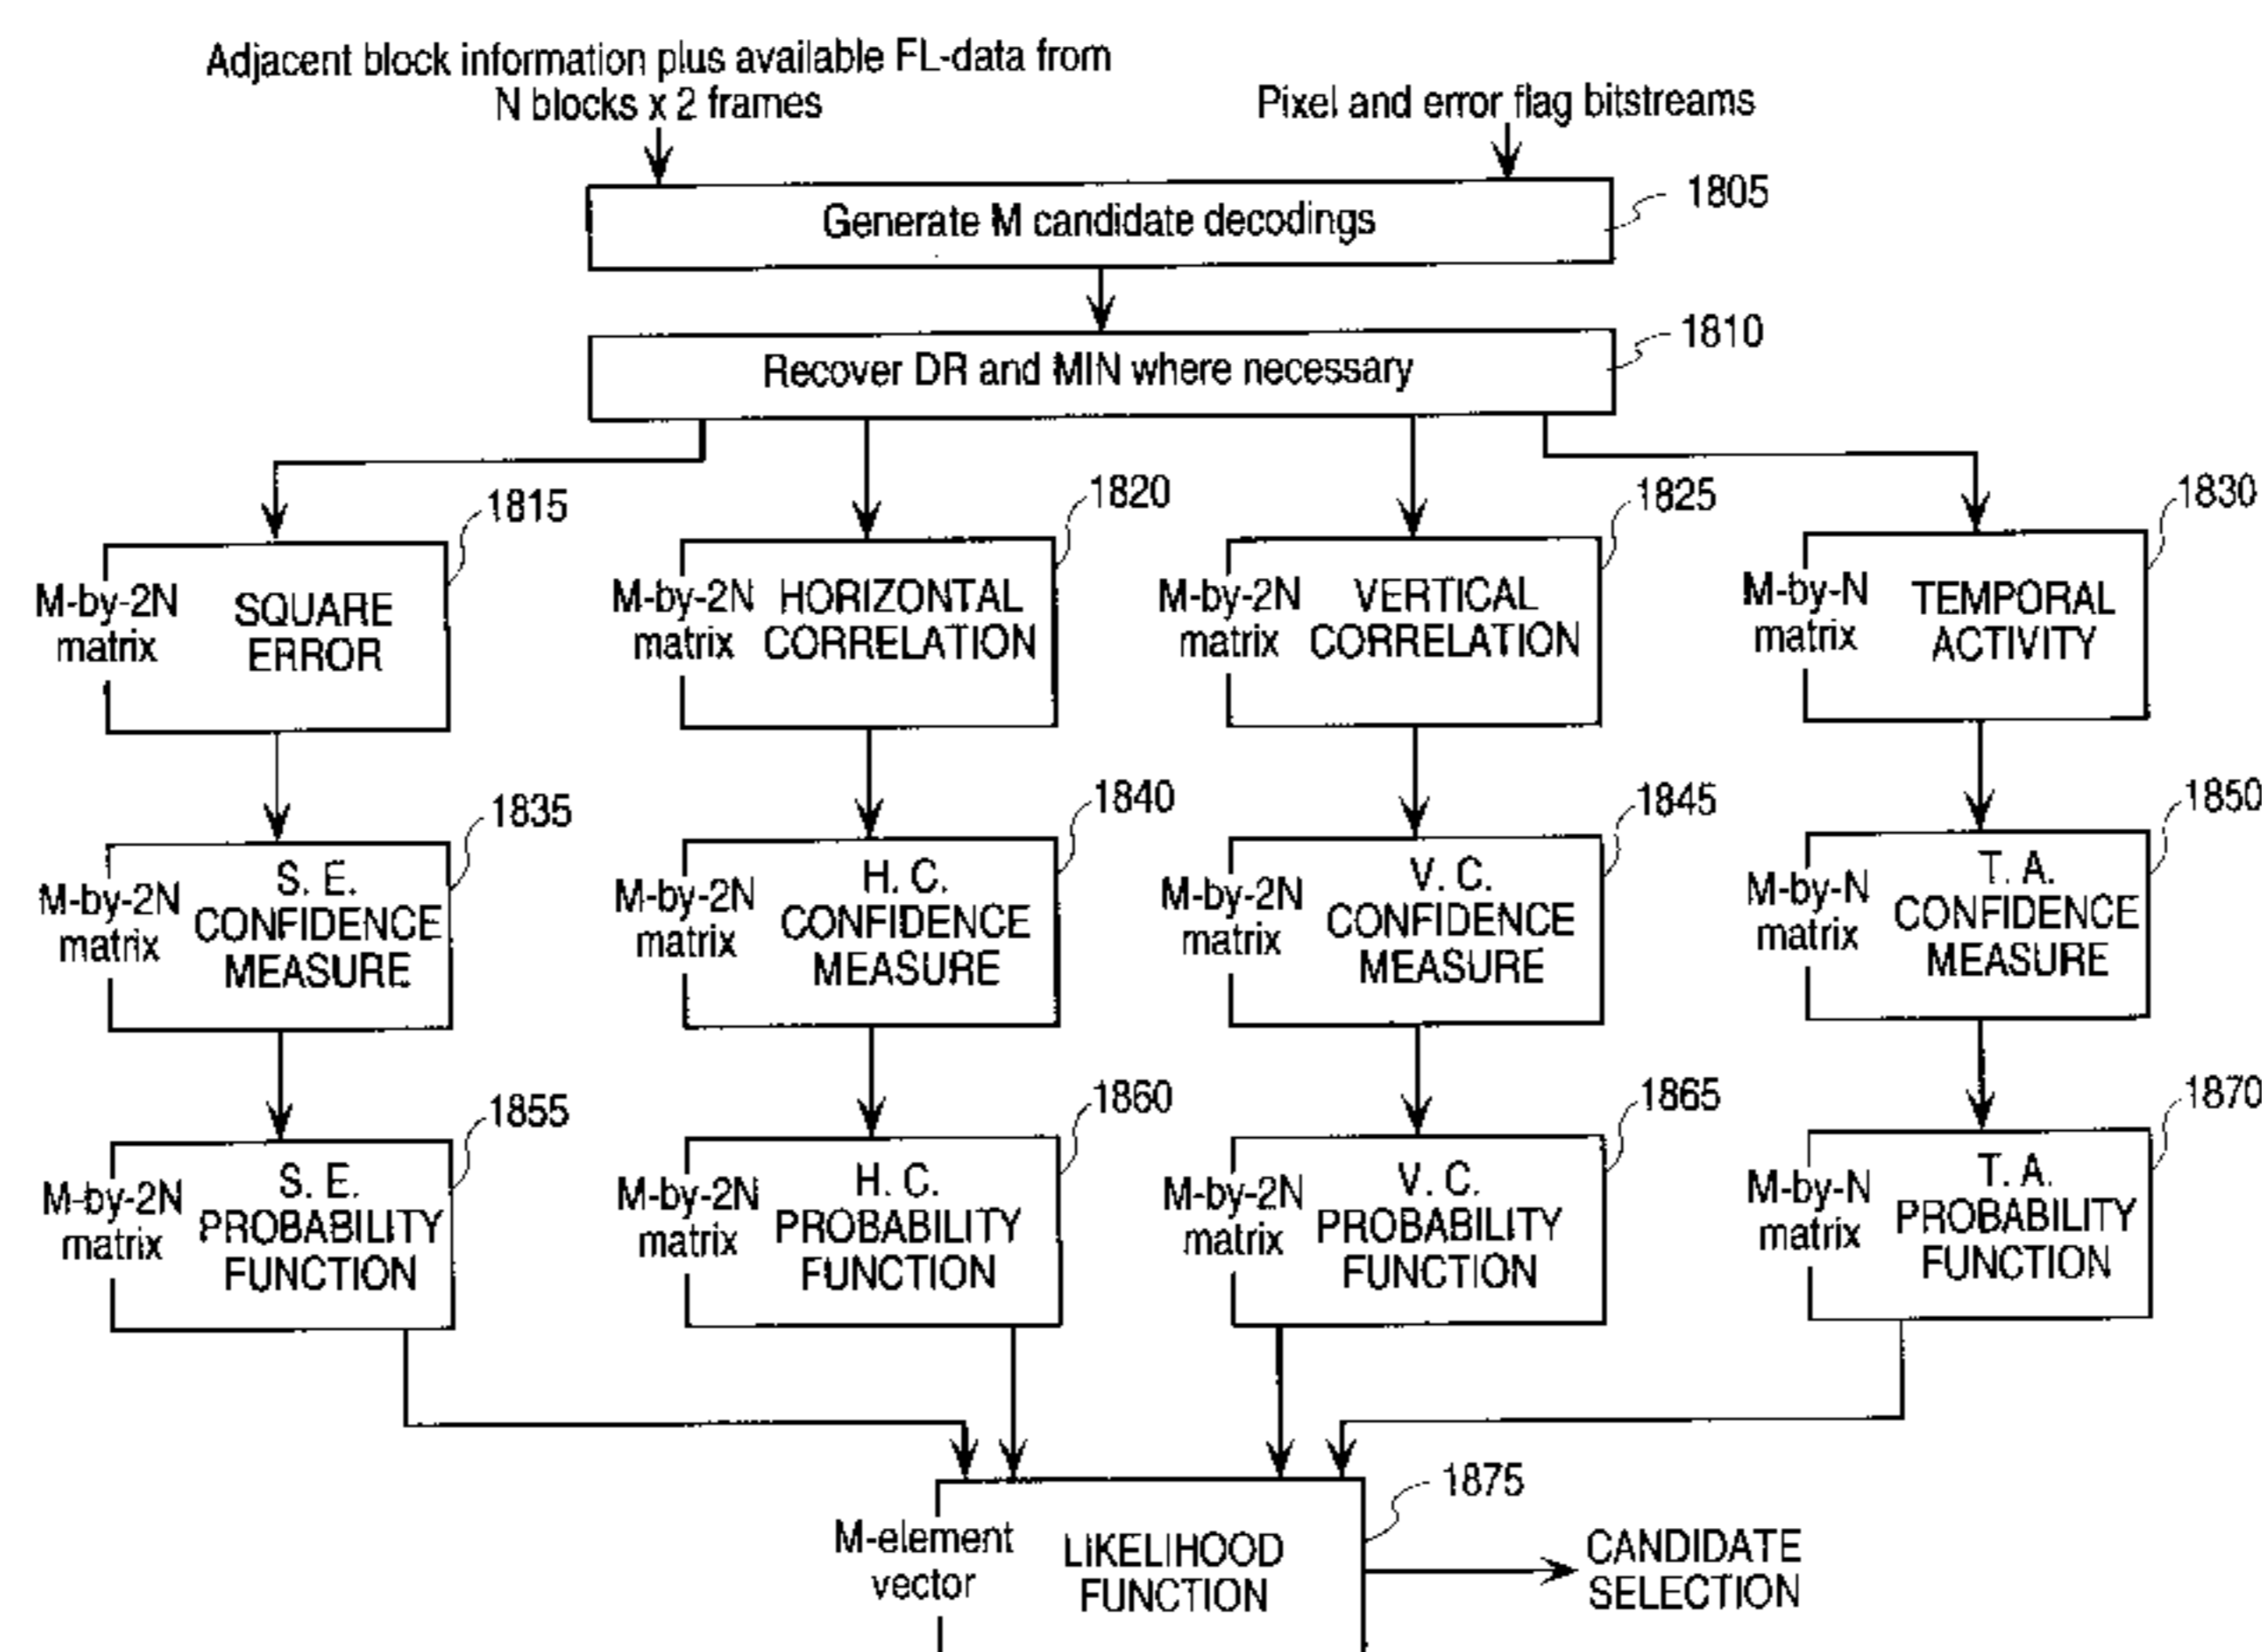 Adjacent block information plus available FL-data from
N blocks x 2 frames
Pixel and error flag bitstreams
Generate M candidate decodings
1805
Recover DR and MIN where necessary
1810
1815
1820
1825
1830
M-by-2N
matrix
SQUARE
ERROR
M-by-2N
matrix
HORIZONTAL
CORRELATION
M-by-2N
matrix
VERTICAL
CORRELATION
M-by-N
matrix
TEMPORAL
ACTIVITY
1835
1840
1845
1850
M-by-2N
matrix
S. E.
CONFIDENCE
MEASURE
M-by-2N
matrix
H. C.
CONFIDENCE
MEASURE
M-by-2N
matrix
V. C.
CONFIDENCE
MEASURE
M-by-N
matrix
T. A.
CONFIDENCE
MEASURE
1855
1860
1865
1870
M-by-2N
matrix
S. E.
PROBABILITY
FUNCTION
M-by-2N
matrix
H. C.
PROBABILITY
FUNCTION
M-by-2N
matrix
V. C.
PROBABILITY
FUNCTION
M-by-N
matrix
T. A.
PROBABILITY
FUNCTION
1875
M-element
vector
LIKELIHOOD
FUNCTION
CANDIDATE
SELECTION